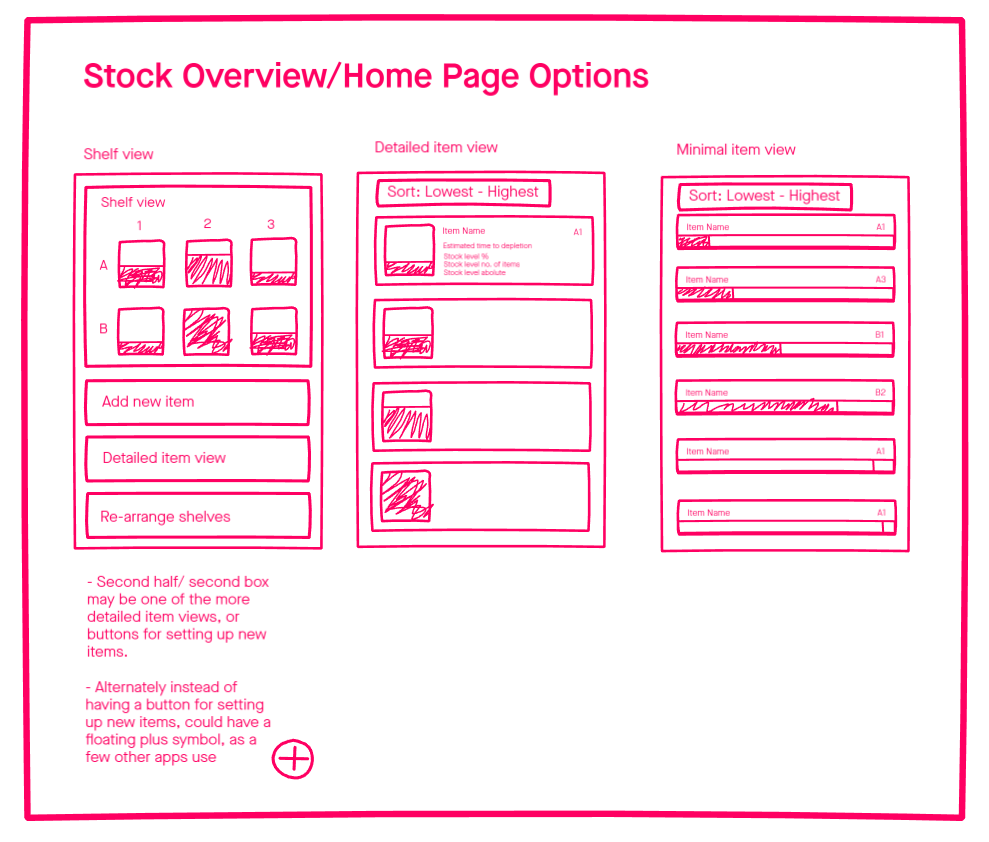 Stock Overview/Home Page Options
Shelf view
Shelf view
1 2 3
A
B
Add new item
Detailed item view
Re-arrange shelves
- Second half/ second box
may be one of the more
detailed item views, or
buttons for setting up new
items.
- Alternately instead of
having a button for setting
up new items, could have a
floating plus symbol, as a
few other apps use
Detailed item view
Sort: Lowest - Highest
Item Name A1
Estimated time to depletion
Stock level %
Stock level no. of items
Stock level abolute
Minimal item view
Sort: Lowest - Highest
Item Name A1
Item Name A3
Item Name B1
Item Name B2
Item Name A1
Item Name A1